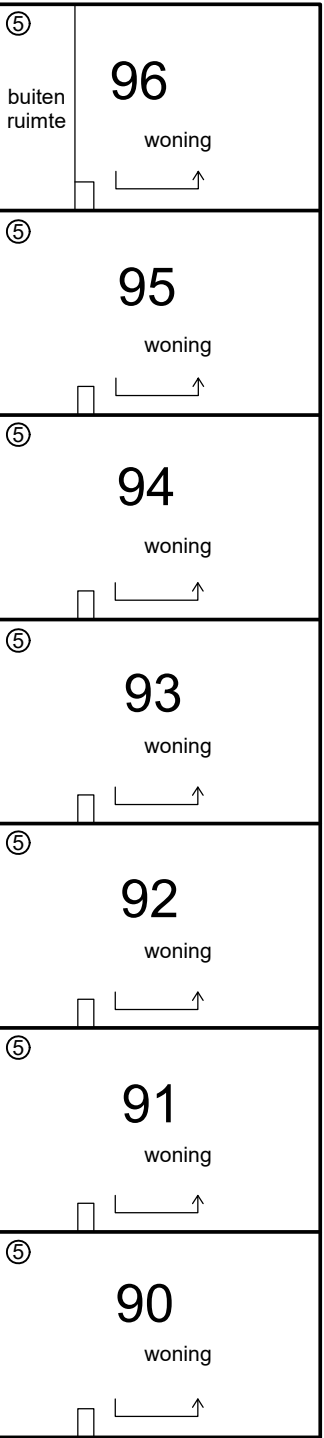 ⑤
96
buiten
ruimte
woning
⑤
95
woning
⑤
94
woning
⑤
93
woning
⑤
92
woning
⑤
91
woning
⑤
90
woning